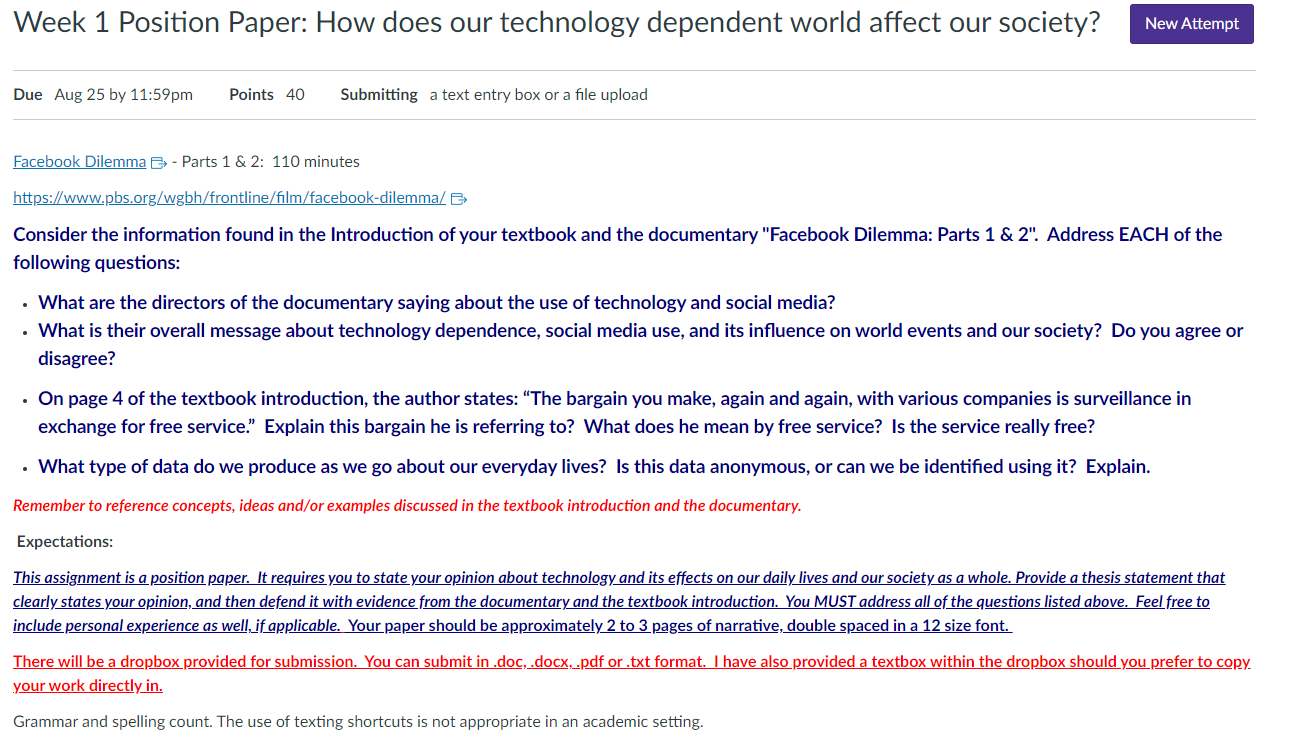 Week 1 Position Paper: How does our technology dependent world affect our society?
New Attempt
Due Aug 25 by 11:59pm Points 40 Submitting a text entry box or a file upload
Facebook Dilemma - Parts 1 & 2: 110 minutes
https://www.pbs.org/wgbh/frontline/film/facebook-dilemma/
Consider the information found in the Introduction of your textbook and the documentary "Facebook Dilemma: Parts 1 & 2". Address EACH of the
following questions:
• What are the directors of the documentary saying about the use of technology and social media?
• What is their overall message about technology dependence, social media use, and its influence on world events and our society? Do you agree or
disagree?
• On page 4 of the textbook introduction, the author states: “The bargain you make, again and again, with various companies is surveillance in
exchange for free service.” Explain this bargain he is referring to? What does he mean by free service? Is the service really free?
• What type of data do we produce as we go about our everyday lives? Is this data anonymous, or can we be identified using it? Explain.
Remember to reference concepts, ideas and/or examples discussed in the textbook introduction and the documentary.
Expectations:
This assignment is a position paper. It requires you to state your opinion about technology and its effects on our daily lives and our society as a whole. Provide a thesis statement that
clearly states your opinion, and then defend it with evidence from the documentary and the textbook introduction. You MUST address all of the questions listed above. Feel free to
include personal experience as well, if applicable. Your paper should be approximately 2 to 3 pages of narrative, double spaced in a 12 size font.
There will be a dropbox provided for submission. You can submit in .doc, .docx, .pdf or .txt format. I have also provided a textbox within the dropbox should you prefer to copy
your work directly in.
Grammar and spelling count. The use of texting shortcuts is not appropriate in an academic setting.